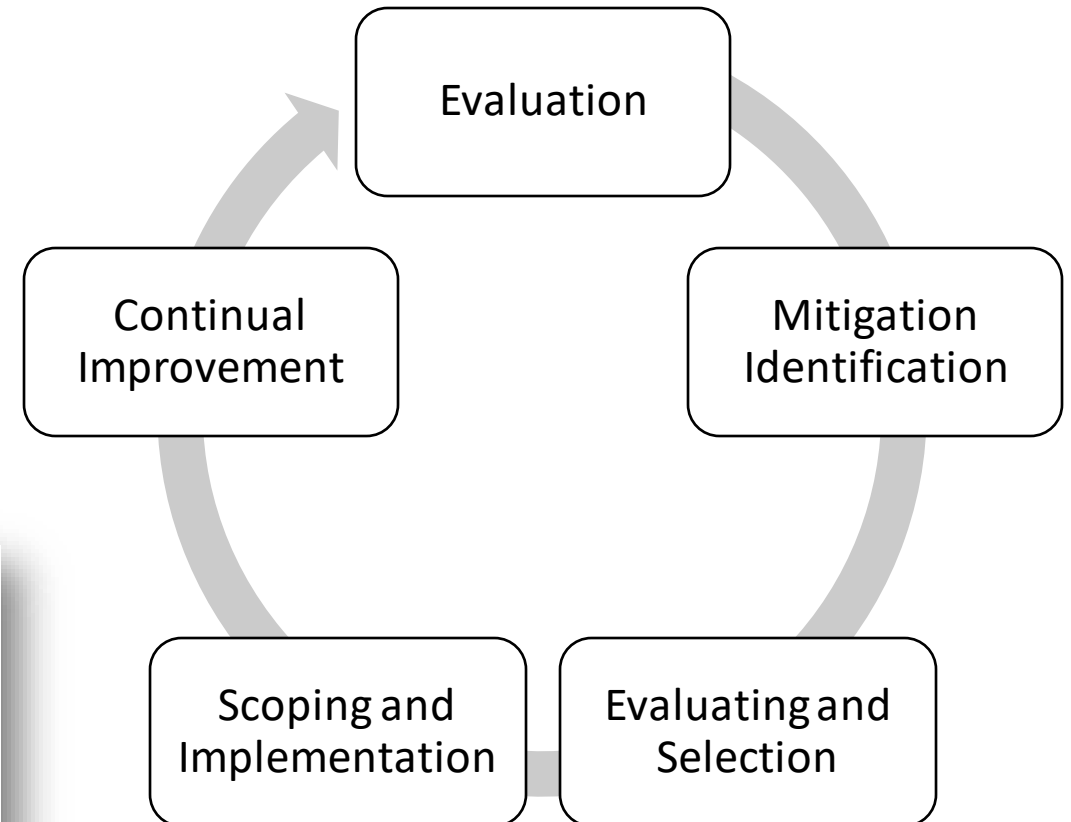 Evaluation
Mitigation
Identification
Evaluating and
Selection
Scoping and
Implementation
Continual
Improvement